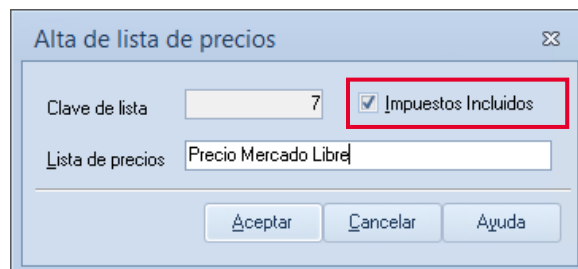 Alta de lista de precios
Clave de lista 7 Impuestos Incluidos
Lista de precios Precio Mercado Libre
Aceptar Cancelar Ayuda